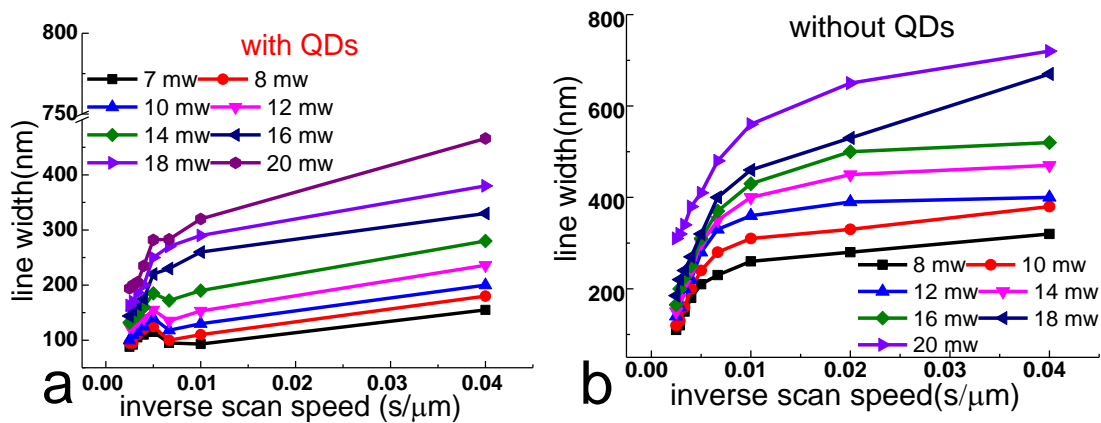 with QDs
7 mw 8 mw
10 mw 12 mw
14 mw 16 mw
18 mw 20 mw
800
750
400
300
200
100
line width(nm)
0.00 0.01 0.02 0.03 0.04
inverse scan speed (s/μm)
a
without QDs
800
600
400
200
line width(nm)
8 mw 10 mw
12 mw 14 mw
16 mw 18 mw
20 mw
0.00 0.01 0.02 0.03 0.04
inverse scan speed(s/μm)
b